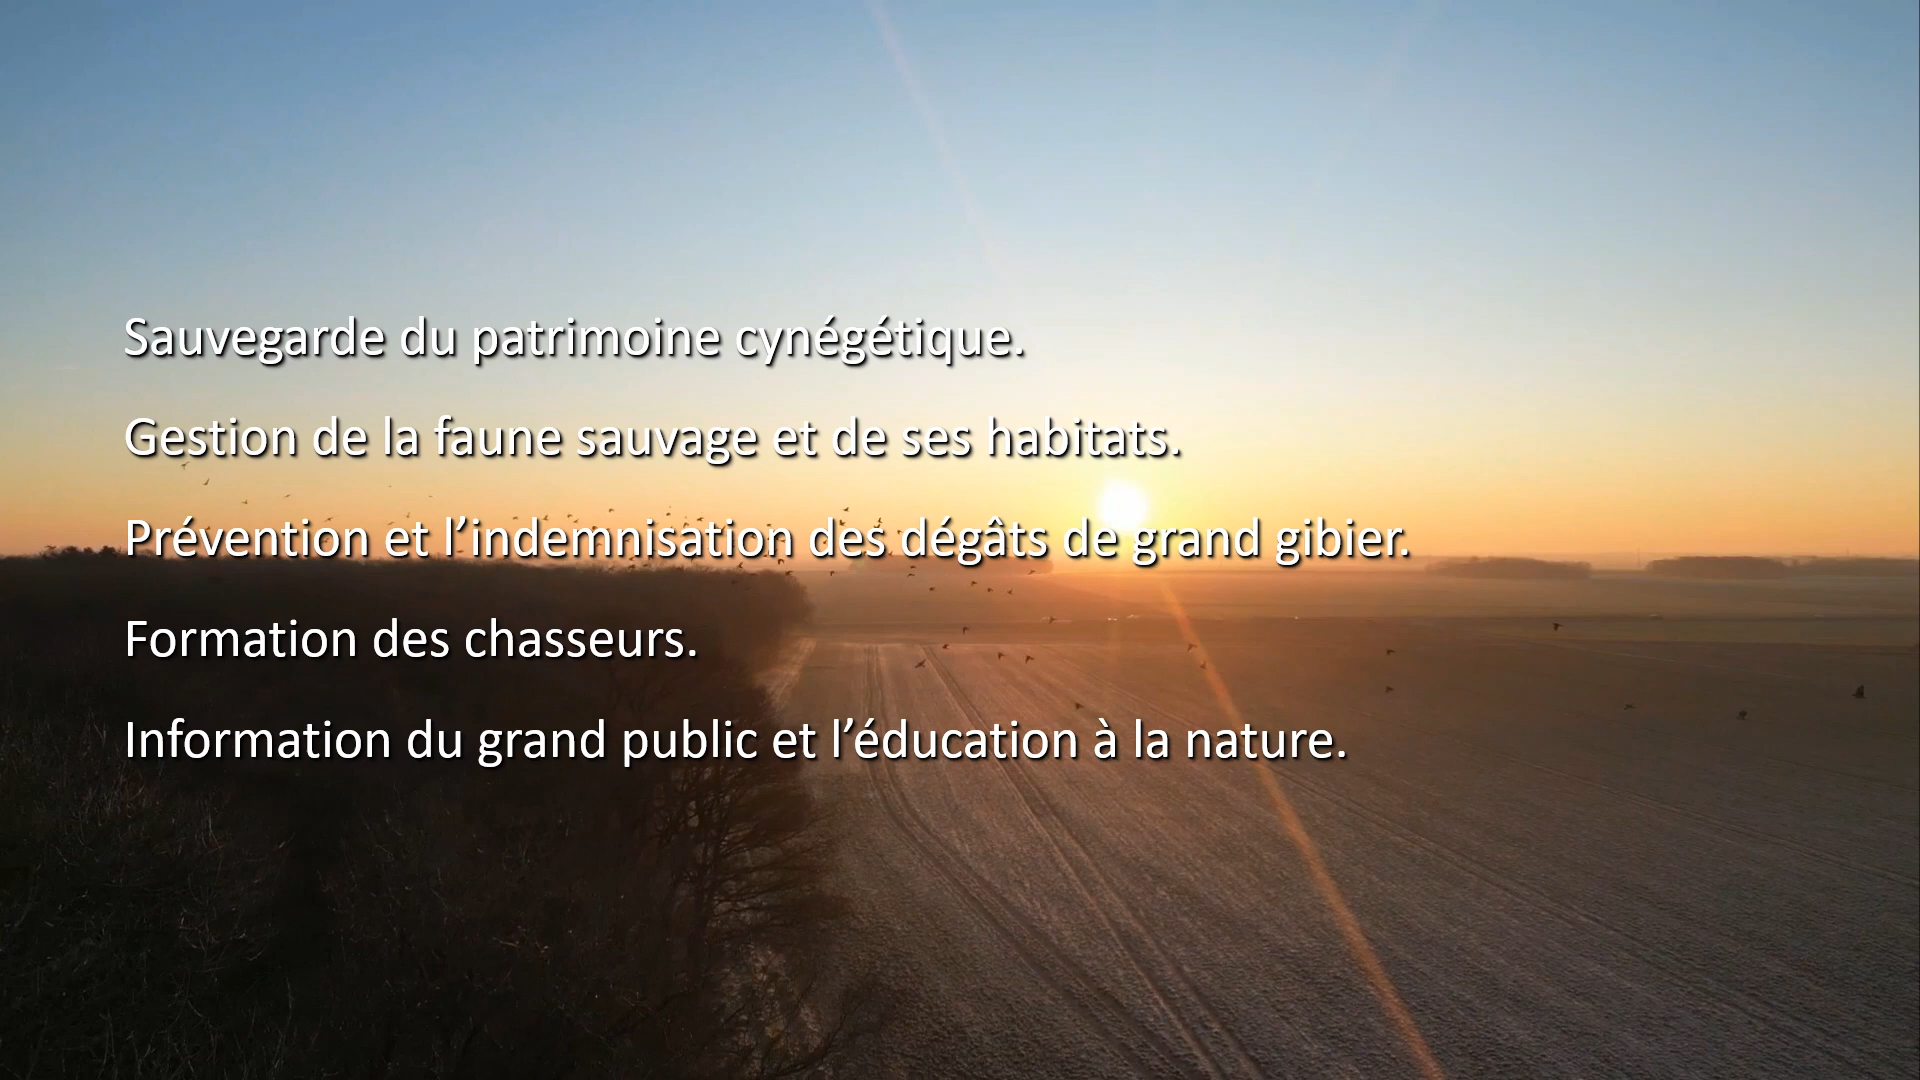 Sauvegarde du patrimoine cynégétique.
Gestion de la faune sauvage et de ses habitats.
Prévention et l’indemnisation des dégâts de grand gibier.
Formation des chasseurs.
Information du grand public et l’éducation à la nature.